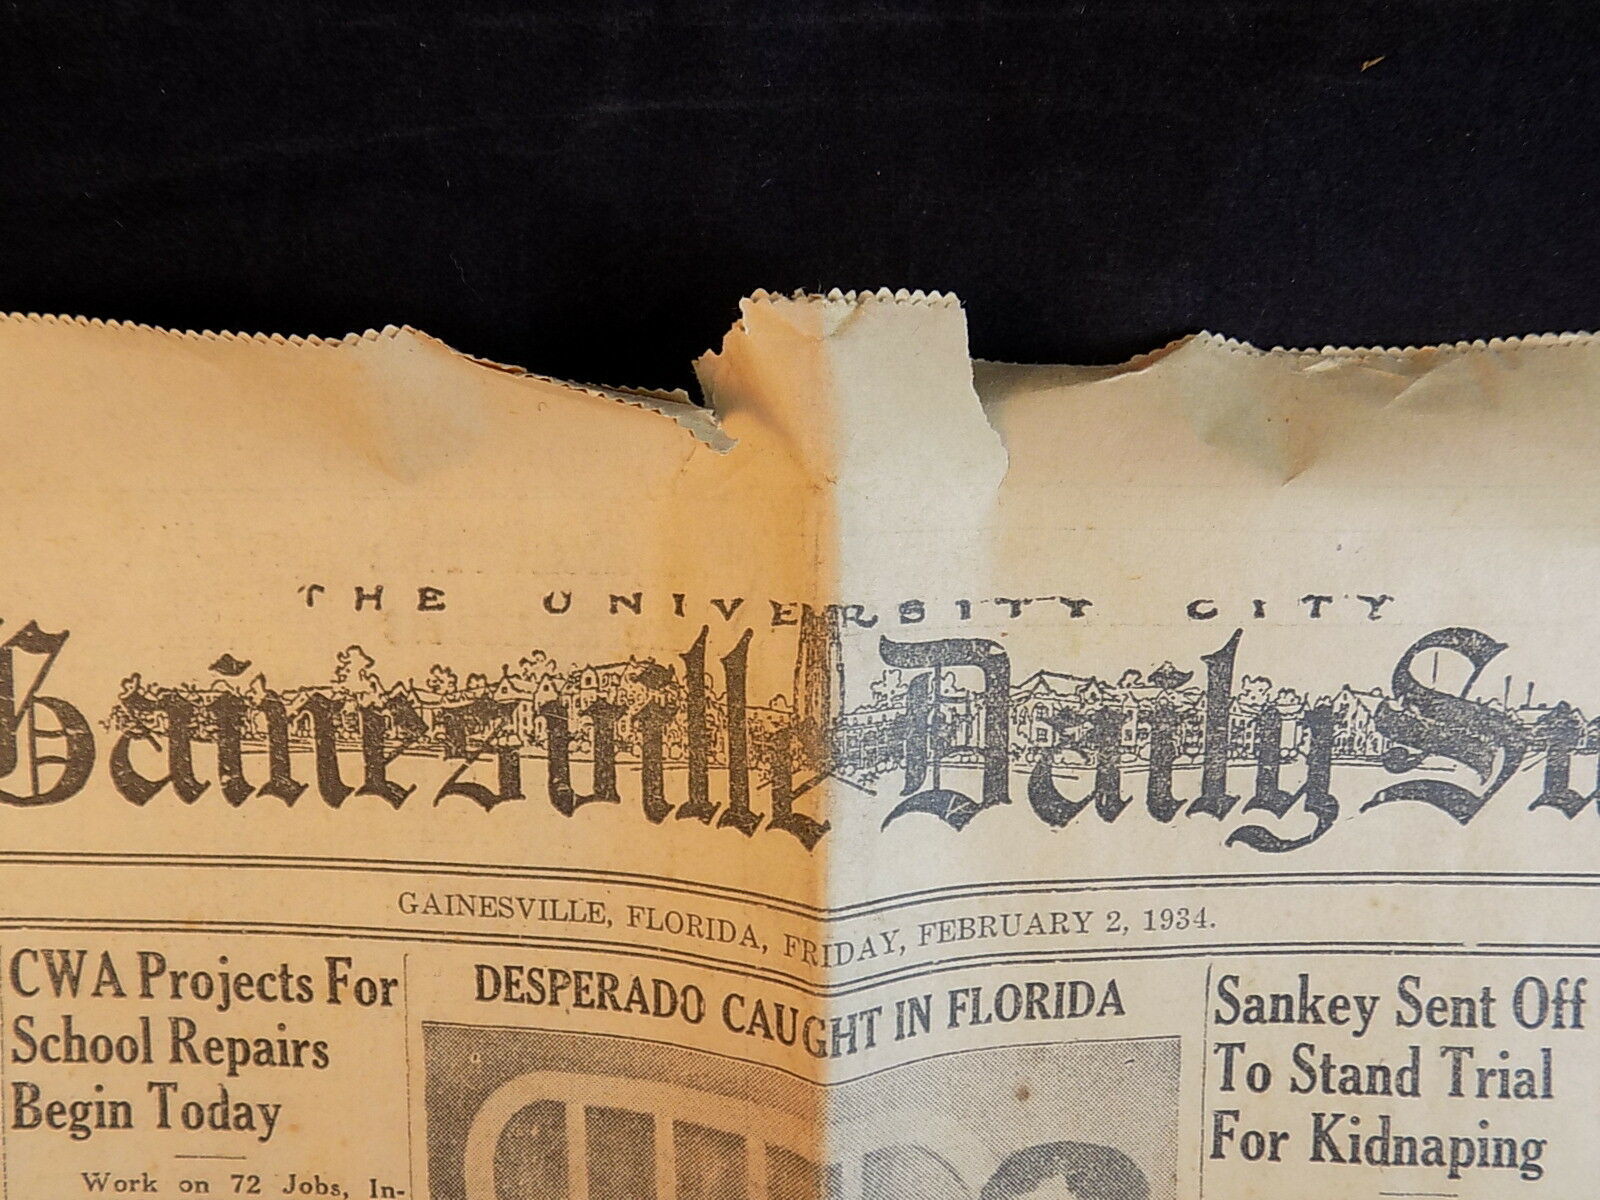 THE UNIVERSITY CITY
Gainesville Daily
GAINESVILLE, FLORIDA, FRIDAY, FEBRUARY 2, 1934.
CWA Projects For
School Repairs
Begin Today
Work on 72 Jobs, In-
DESPERADO CAUGHT IN FLORIDA
Sankey Sent Off
To Stand Trial
For Kidnaping